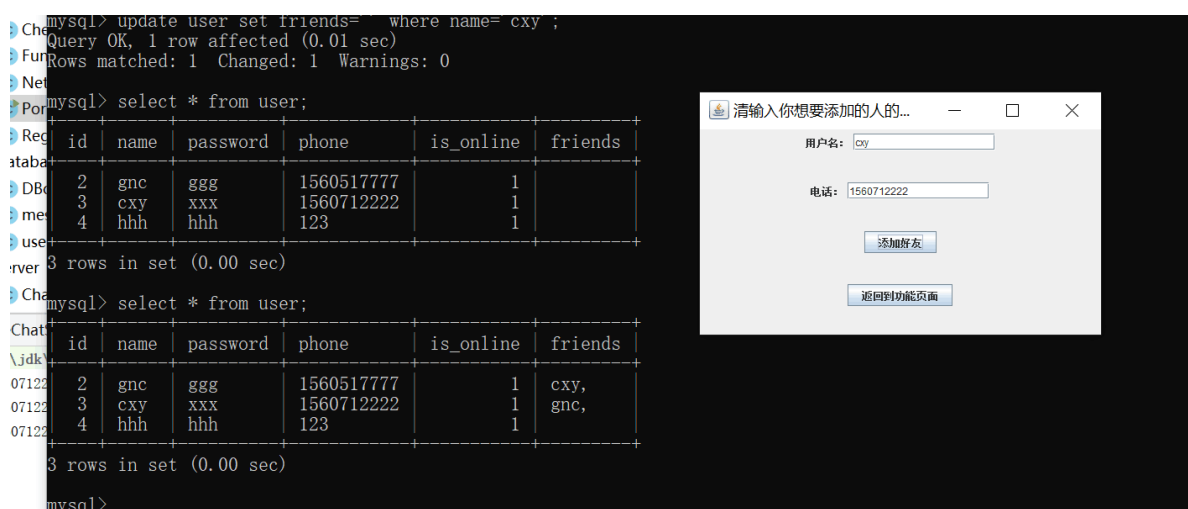 mysql> update user set friends='' where name='cxy';
Query OK, 1 row affected (0.01 sec)
Rows matched: 1  Changed: 1  Warnings: 0
mysql> select * from user;
id | name | password | phone | is_online | friends
2 | gnc | ggg | 1560517777 | 1 |
3 | cxy | xxx | 1560712222 | 1 |
4 | hhh | hhh | 123 | 1 |
3 rows in set (0.00 sec)
mysql> select * from user;
id | name | password | phone | is_online | friends
2 | gnc | ggg | 1560517777 | 1 | cxy,
3 | cxy | xxx | 1560712222 | 1 | gnc,
4 | hhh | hhh | 123 | 1 |
3 rows in set (0.00 sec)
mysql>
清输入你想要添加的人的...
用户名： cxy
电话： 1560712222
添加好友
返回到功能页面
Che
Fun
Net
Por
Reg
ataba
DBo
mes
use
rver
Cha
Chat
\jdk\
07122
07122
07122